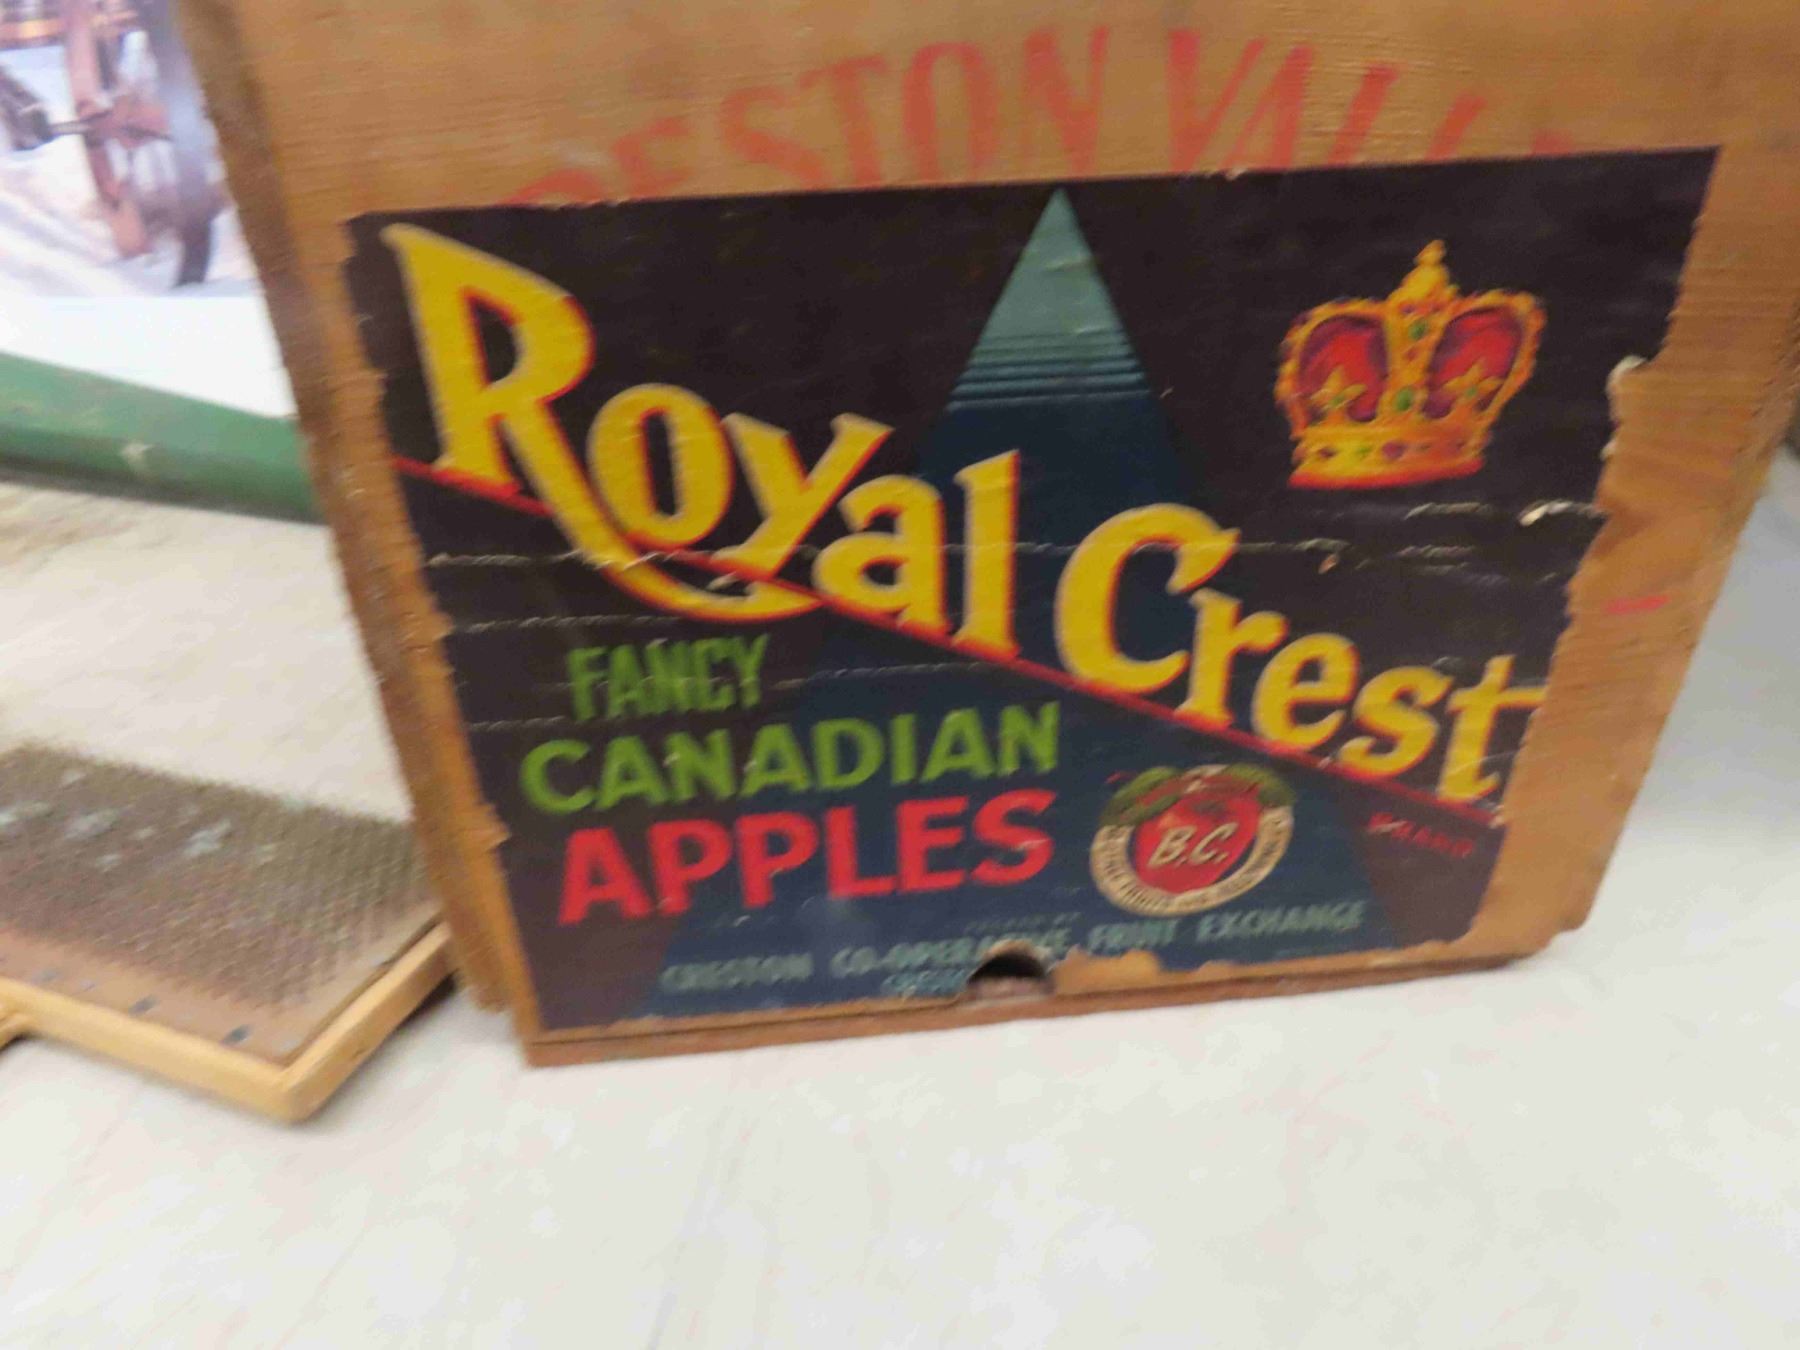 RESTON VALL
Royal Crest
BRAND
FANCY
CANADIAN
APPLES
B.C.
CRESTON CO-OPERATIVE FRUIT EXCHANGE